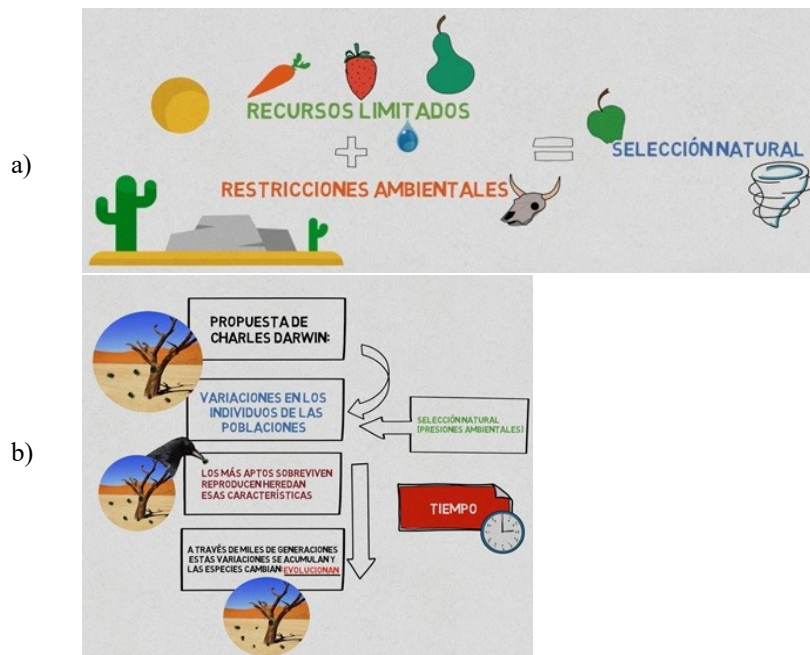 a)
RECURSOS LIMITADOS
+
=
SELECCIÓN NATURAL
RESTRICCIONES AMBIENTALES
b)
PROPUESTA DE
CHARLES DARWIN:
VARIACIONES EN LOS
INDIVIDUOS DE LAS
POBLACIONES
SELECCIÓN NATURAL
(PRESIONES AMBIENTALES)
LOS MÁS APTOS SOBREVIVEN
REPRODUCEN HEREDAN
ESAS CARACTERÍSTICAS
TIEMPO
A TRAVÉS DE MILES DE GENERACIONES
ESTAS VARIACIONES SE ACUMULAN Y
LAS ESPECIES CAMBIAN: EVOLUCIONAN